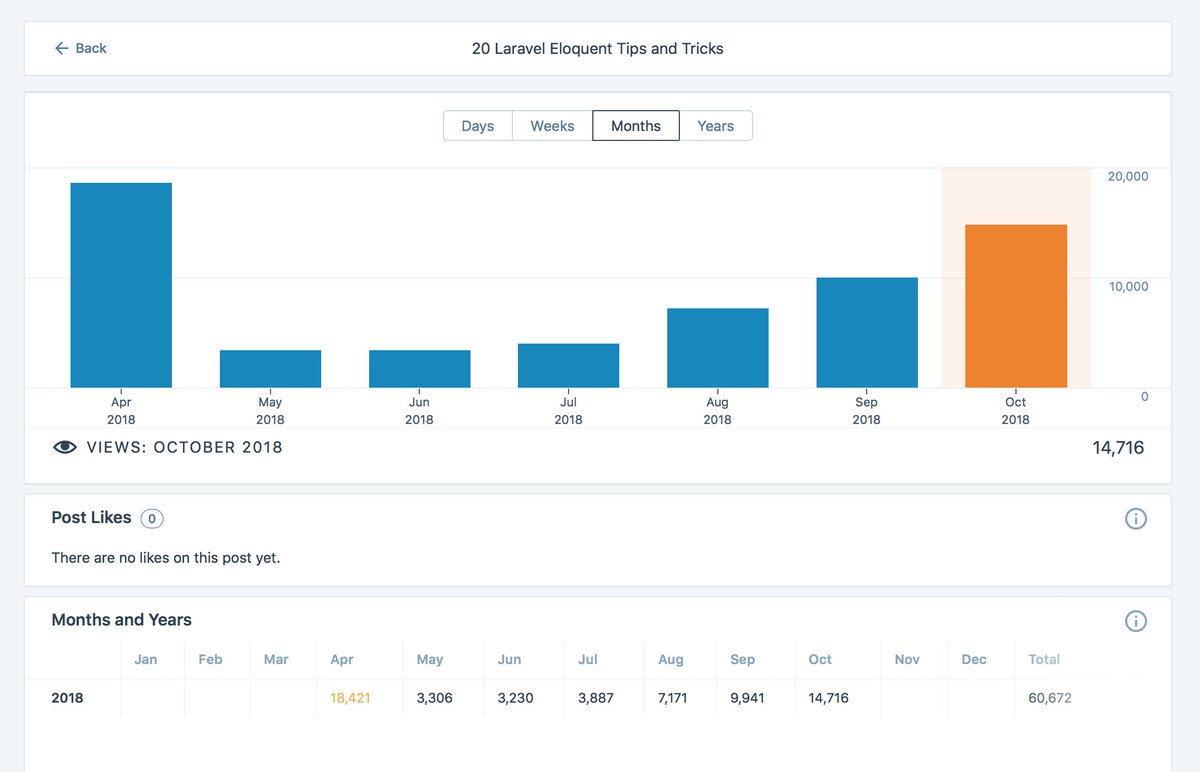 Back
20 Laravel Eloquent Tips and Tricks
Days Weeks Months Years
20,000
10,000
0
Apr May Jun Jul Aug Sep Oct
2018 2018 2018 2018 2018 2018 2018
VIEWS: OCTOBER 2018 14,716
Post Likes 0
There are no likes on this post yet.
Months and Years
Jan Feb Mar Apr May Jun Jul Aug Sep Oct Nov Dec Total
2018 18,421 3,306 3,230 3,887 7,171 9,941 14,716 60,672